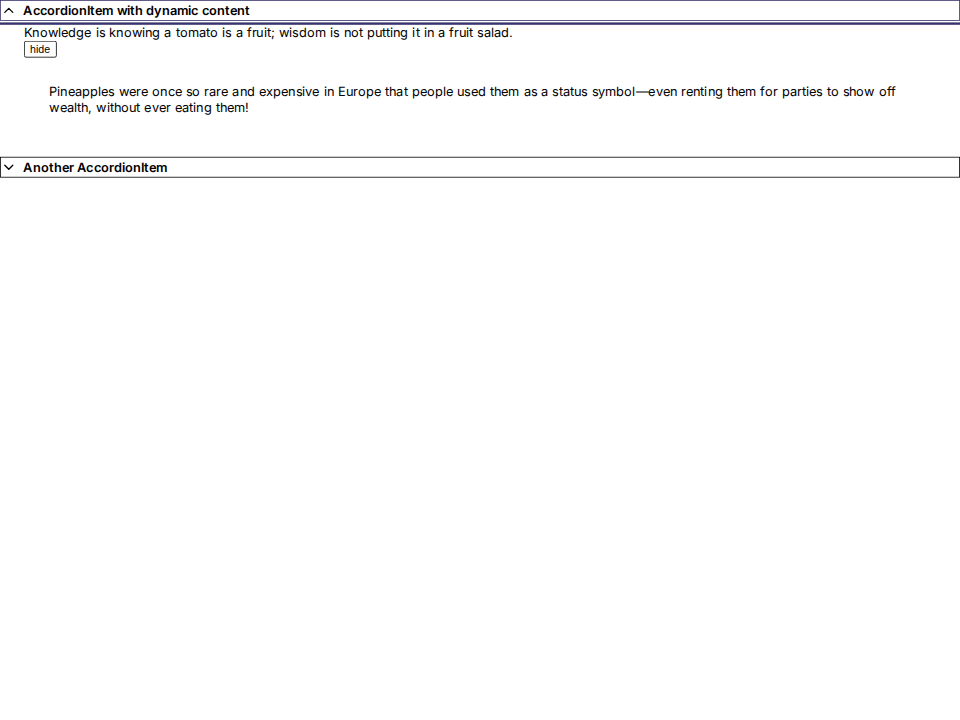 AccordionItem with dynamic content
Knowledge is knowing a tomato is a fruit; wisdom is not putting it in a fruit salad.
hide
Pineapples were once so rare and expensive in Europe that people used them as a status symbol—even renting them for parties to show off
wealth, without ever eating them!
Another AccordionItem